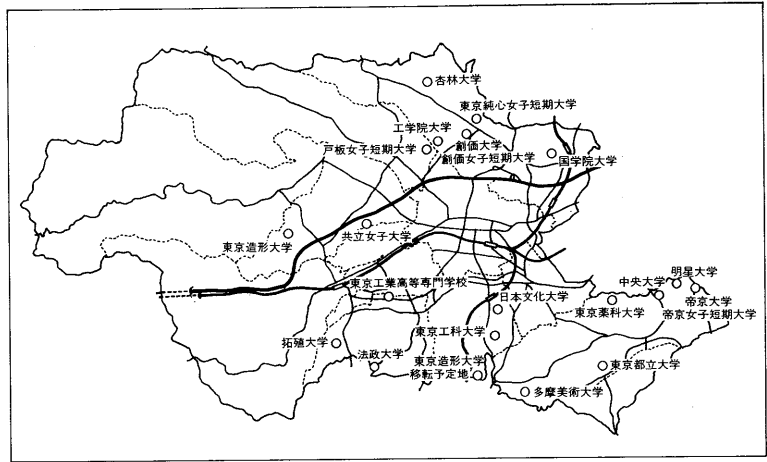 杏林大学
東京純心女子短期大学
工学院大学
戸板女子短期大学
創価大学
創価女子短期大学
国学院大学
東京造形大学
共立女子大学
東京工業高等専門学校
日本文化大学
中央大学
明星大学
帝京大学
帝京女子短期大学
東京薬科大学
東京工科大学
拓殖大学
法政大学
東京造形大学
移転予定地
東京都立大学
多摩美術大学